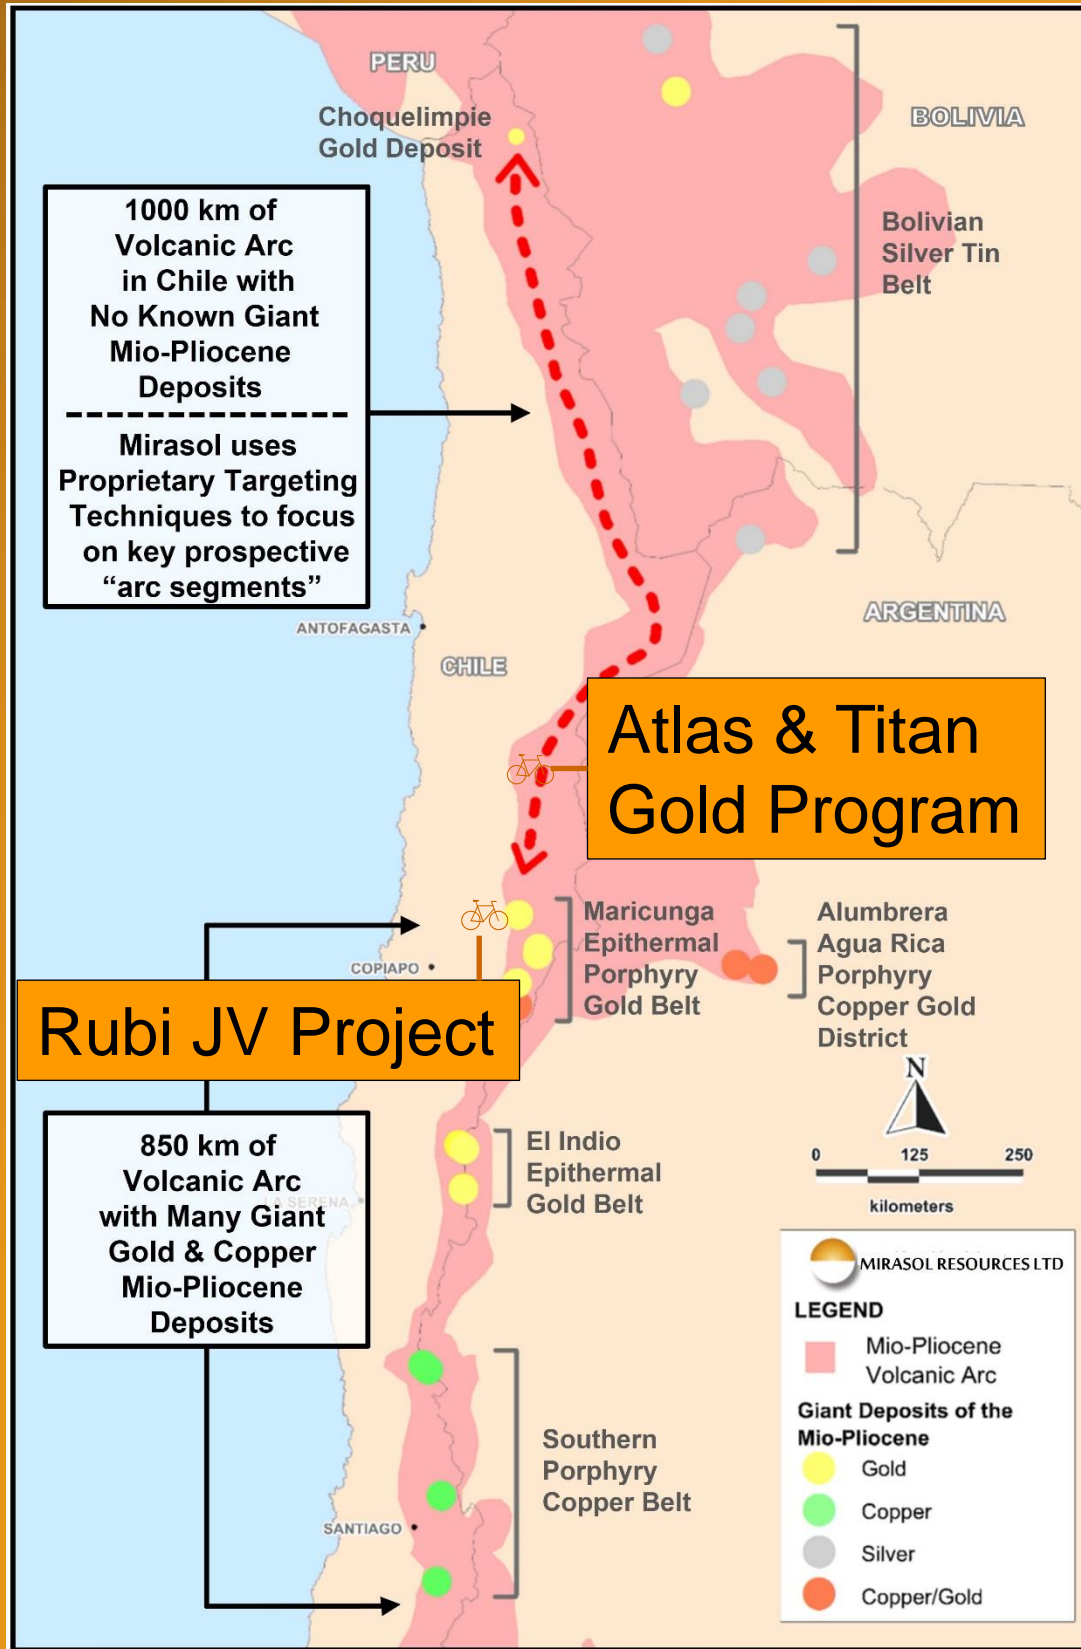 PERU
Choquelimpie
Gold Deposit
BOLIVIA
1000 km of
Volcanic Arc
in Chile with
No Known Giant
Mio-Pliocene
Deposits
Mirasol uses
Proprietary Targeting
Techniques to focus
on key prospective
“arc segments”
Bolivian
Silver Tin
Belt
ANTOFAGASTA
ARGENTINA
CHILE
Atlas & Titan
Gold Program
Maricunga
Epithermal
Porphyry
Gold Belt
Alumbrera
Agua Rica
Porphyry
Copper Gold
District
COPIAPO
Rubi JV Project
N
0 125 250
kilometers
850 km of
Volcanic Arc
with Many Giant
Gold & Copper
Mio-Pliocene
Deposits
LA SERENA
El Indio
Epithermal
Gold Belt
Southern
Porphyry
Copper Belt
SANTIAGO
MIRASOL RESOURCES LTD
LEGEND
Mio-Pliocene
Volcanic Arc
Giant Deposits of the
Mio-Pliocene
Gold
Copper
Silver
Copper/Gold